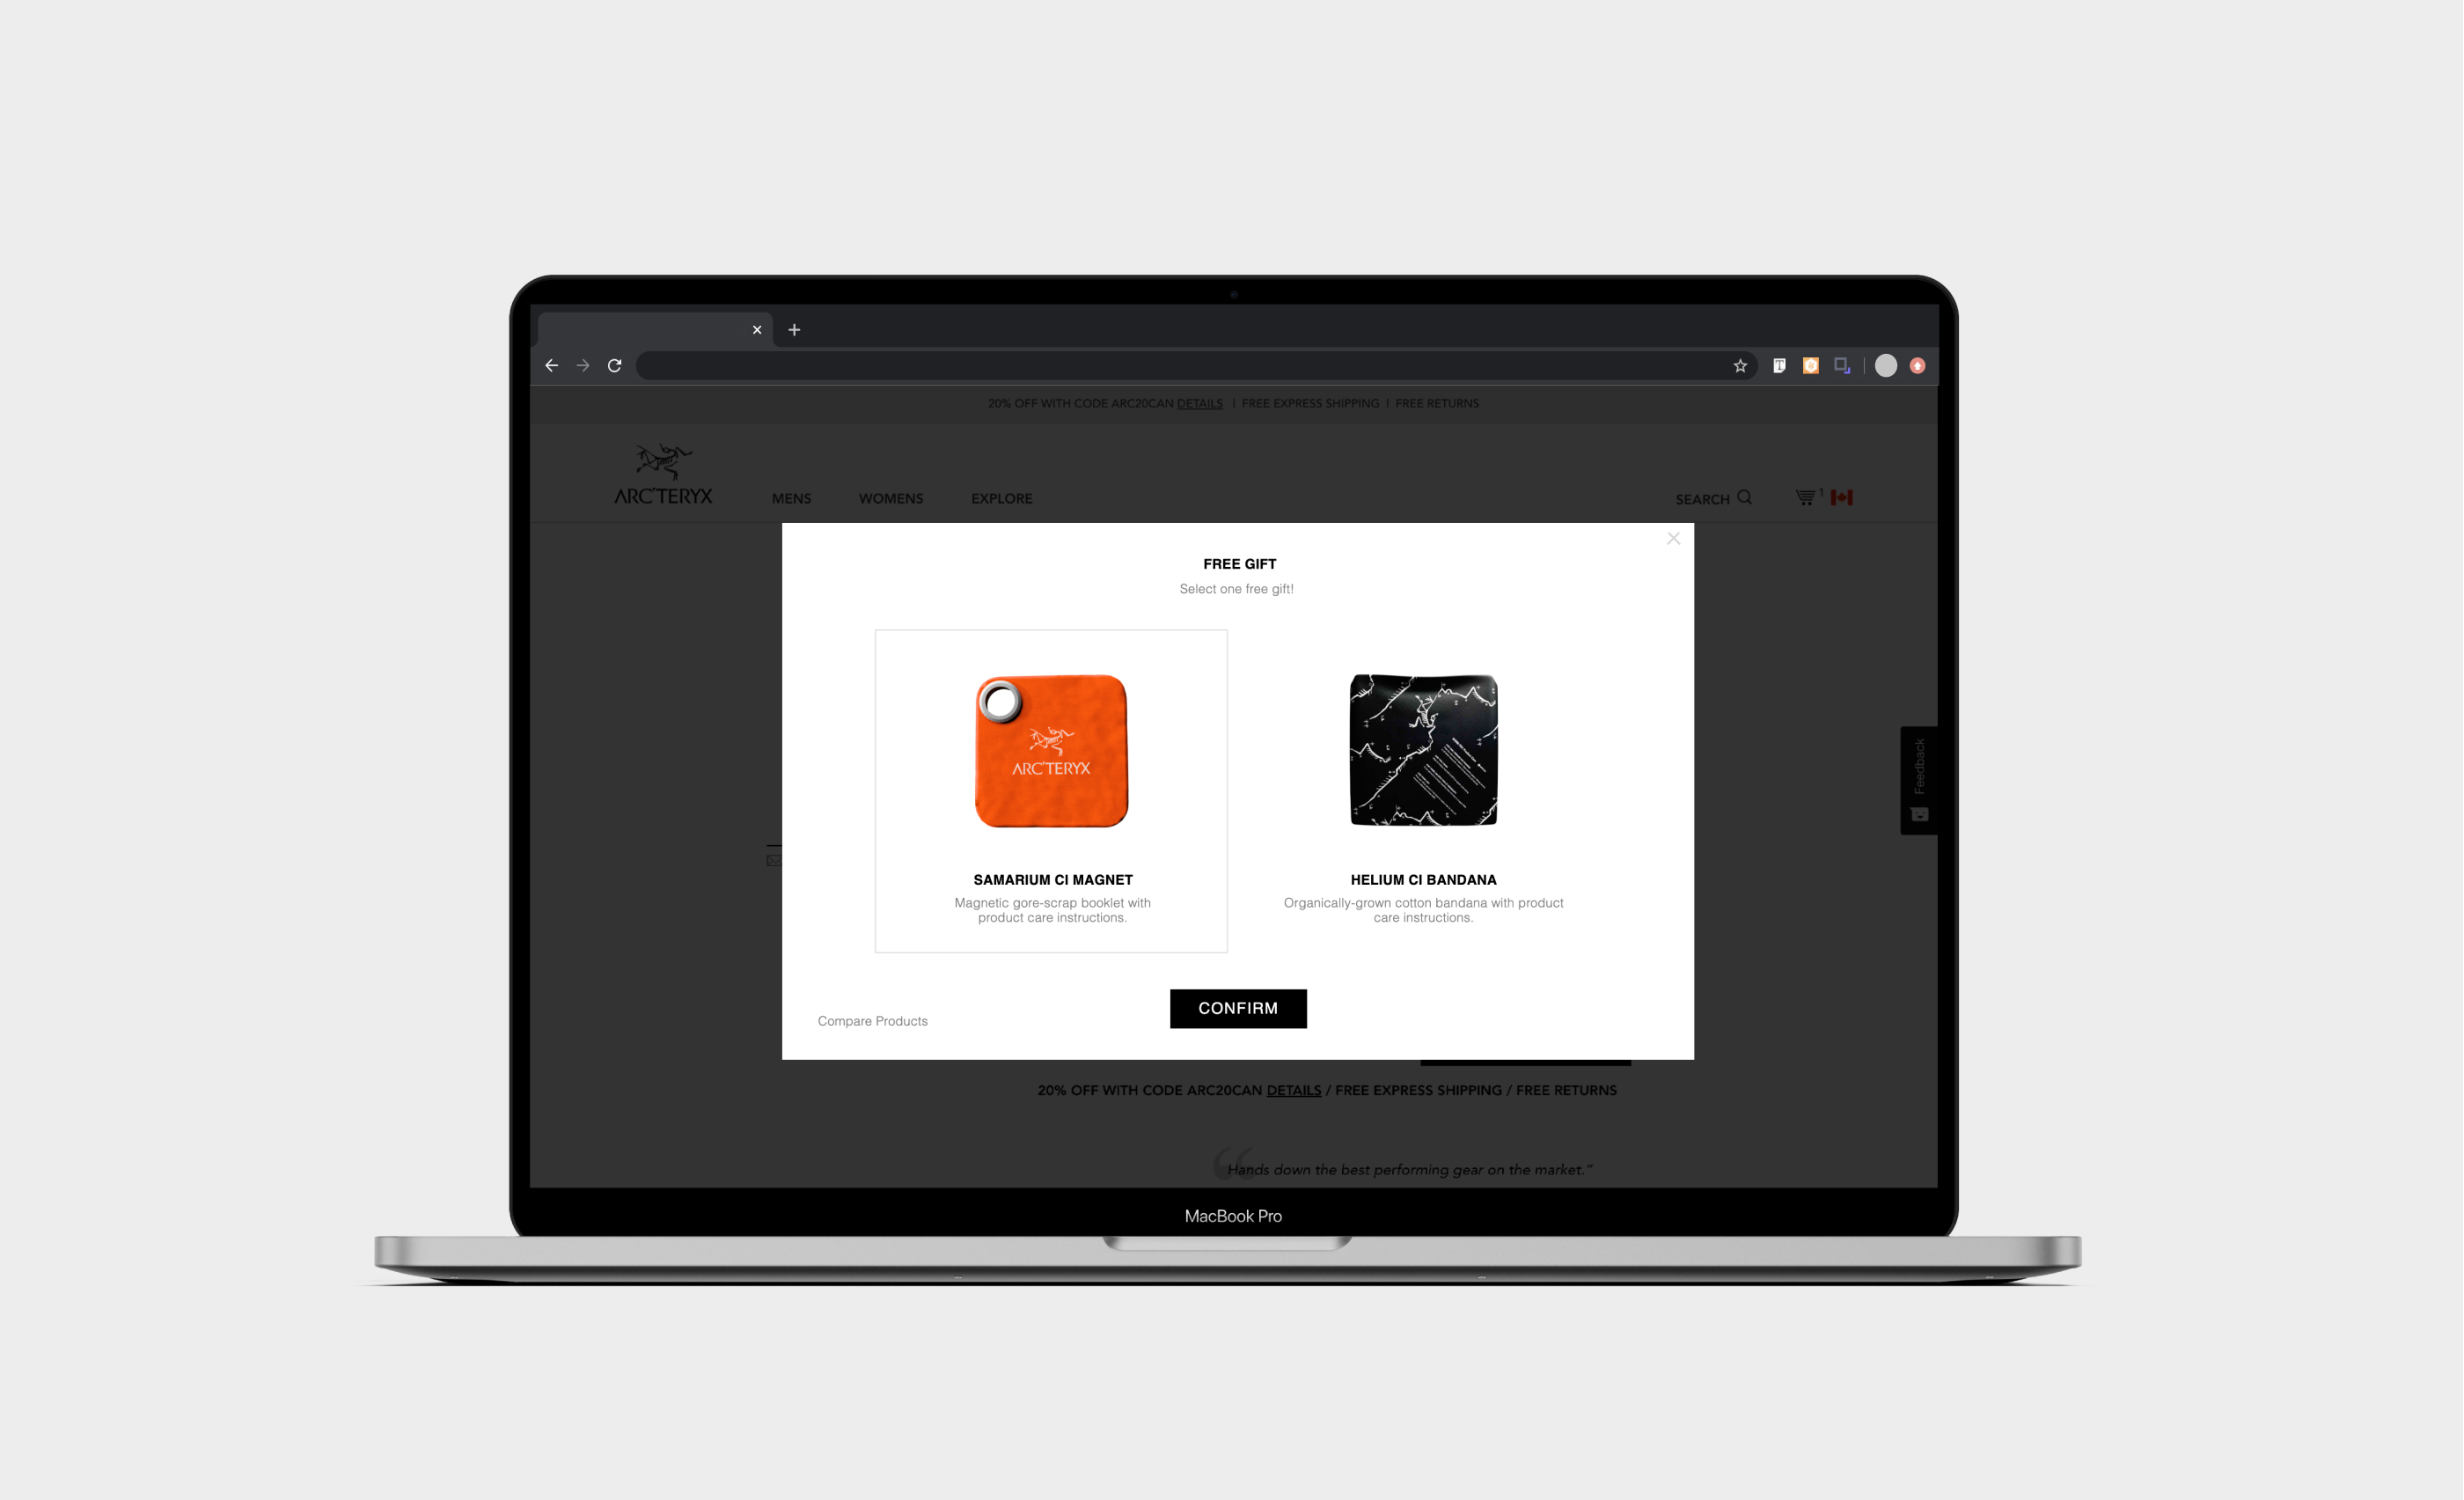 20% OFF WITH CODE ARC20CAN DETAILS | FREE EXPRESS SHIPPING | FREE RETURNS
ARC'TERYX
MENS
WOMENS
EXPLORE
SEARCH
1
FREE GIFT
Select one free gift!
ARC'TERYX
SAMARIUM CI MAGNET
Magnetic gore-scrap booklet with
product care instructions.
HELIUM CI BANDANA
Organically-grown cotton bandana with product
care instructions.
Compare Products
CONFIRM
Feedback
20% OFF WITH CODE ARC20CAN DETAILS / FREE EXPRESS SHIPPING / FREE RETURNS
“Hands down the best performing gear on the market.”
MacBook Pro